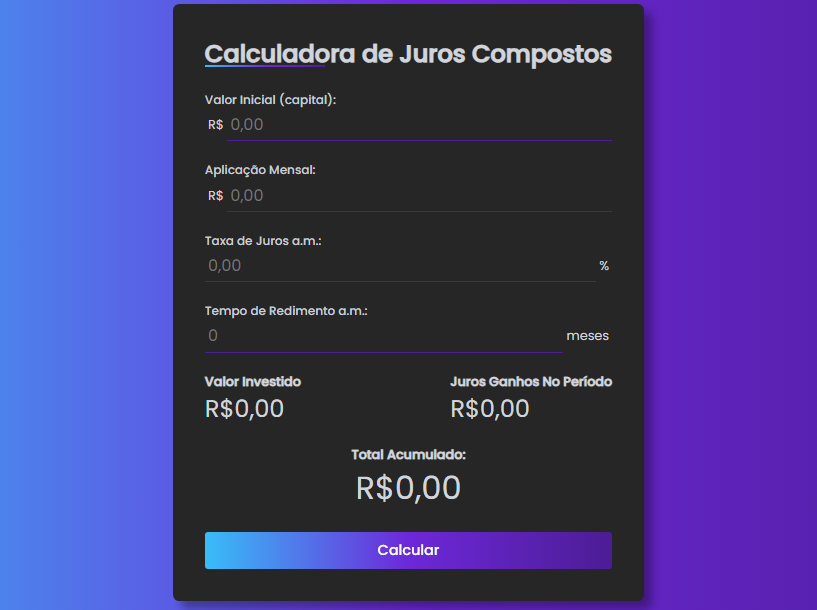 Calculadora de Juros Compostos
Valor Inicial (capital):
R$ 0,00
Aplicação Mensal:
R$ 0,00
Taxa de Juros a.m.:
0,00 %
Tempo de Redimento a.m.:
0 meses
Valor Investido Juros Ganhos No Período
R$0,00 R$0,00
Total Acumulado:
R$0,00
Calcular